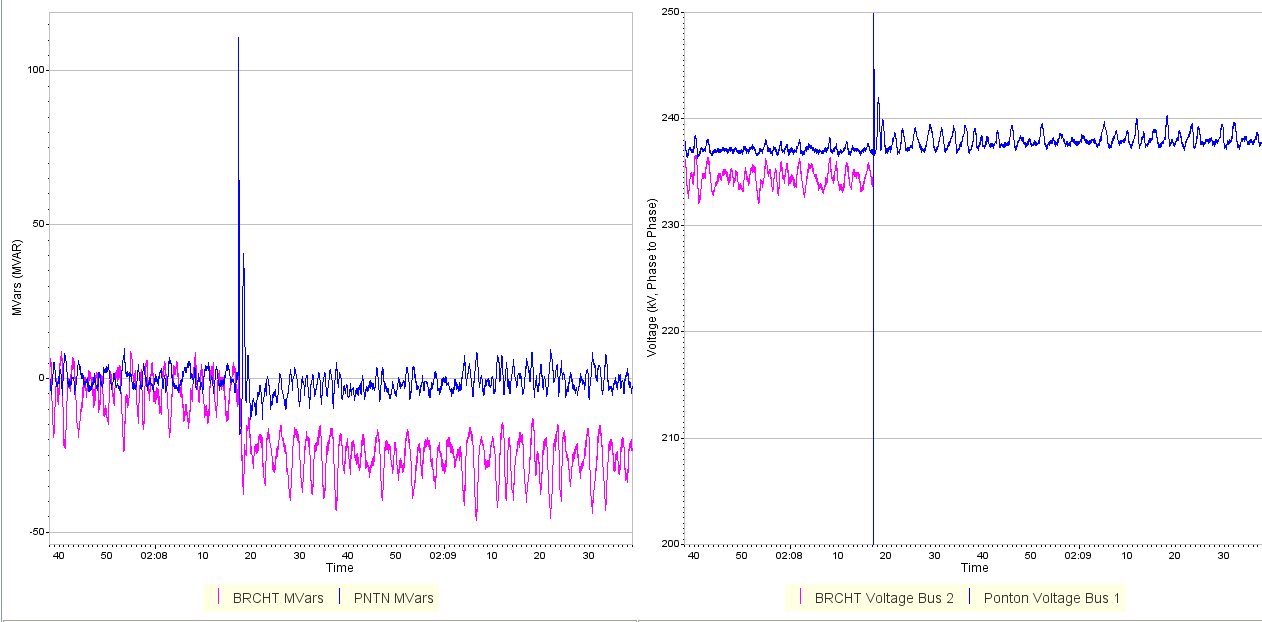 100
50
0
-50
MVars (MVAR)
40 50 02:08 10 20 30 40 50 02:09 10 20 30
Time
BRCHT MVars PNTN MVars
250
240
230
220
210
200
Voltage (kV, Phase to Phase)
40 50 02:08 10 20 30 40 50 02:09 10 20 30
Time
BRCHT Voltage Bus 2 Ponton Voltage Bus 1